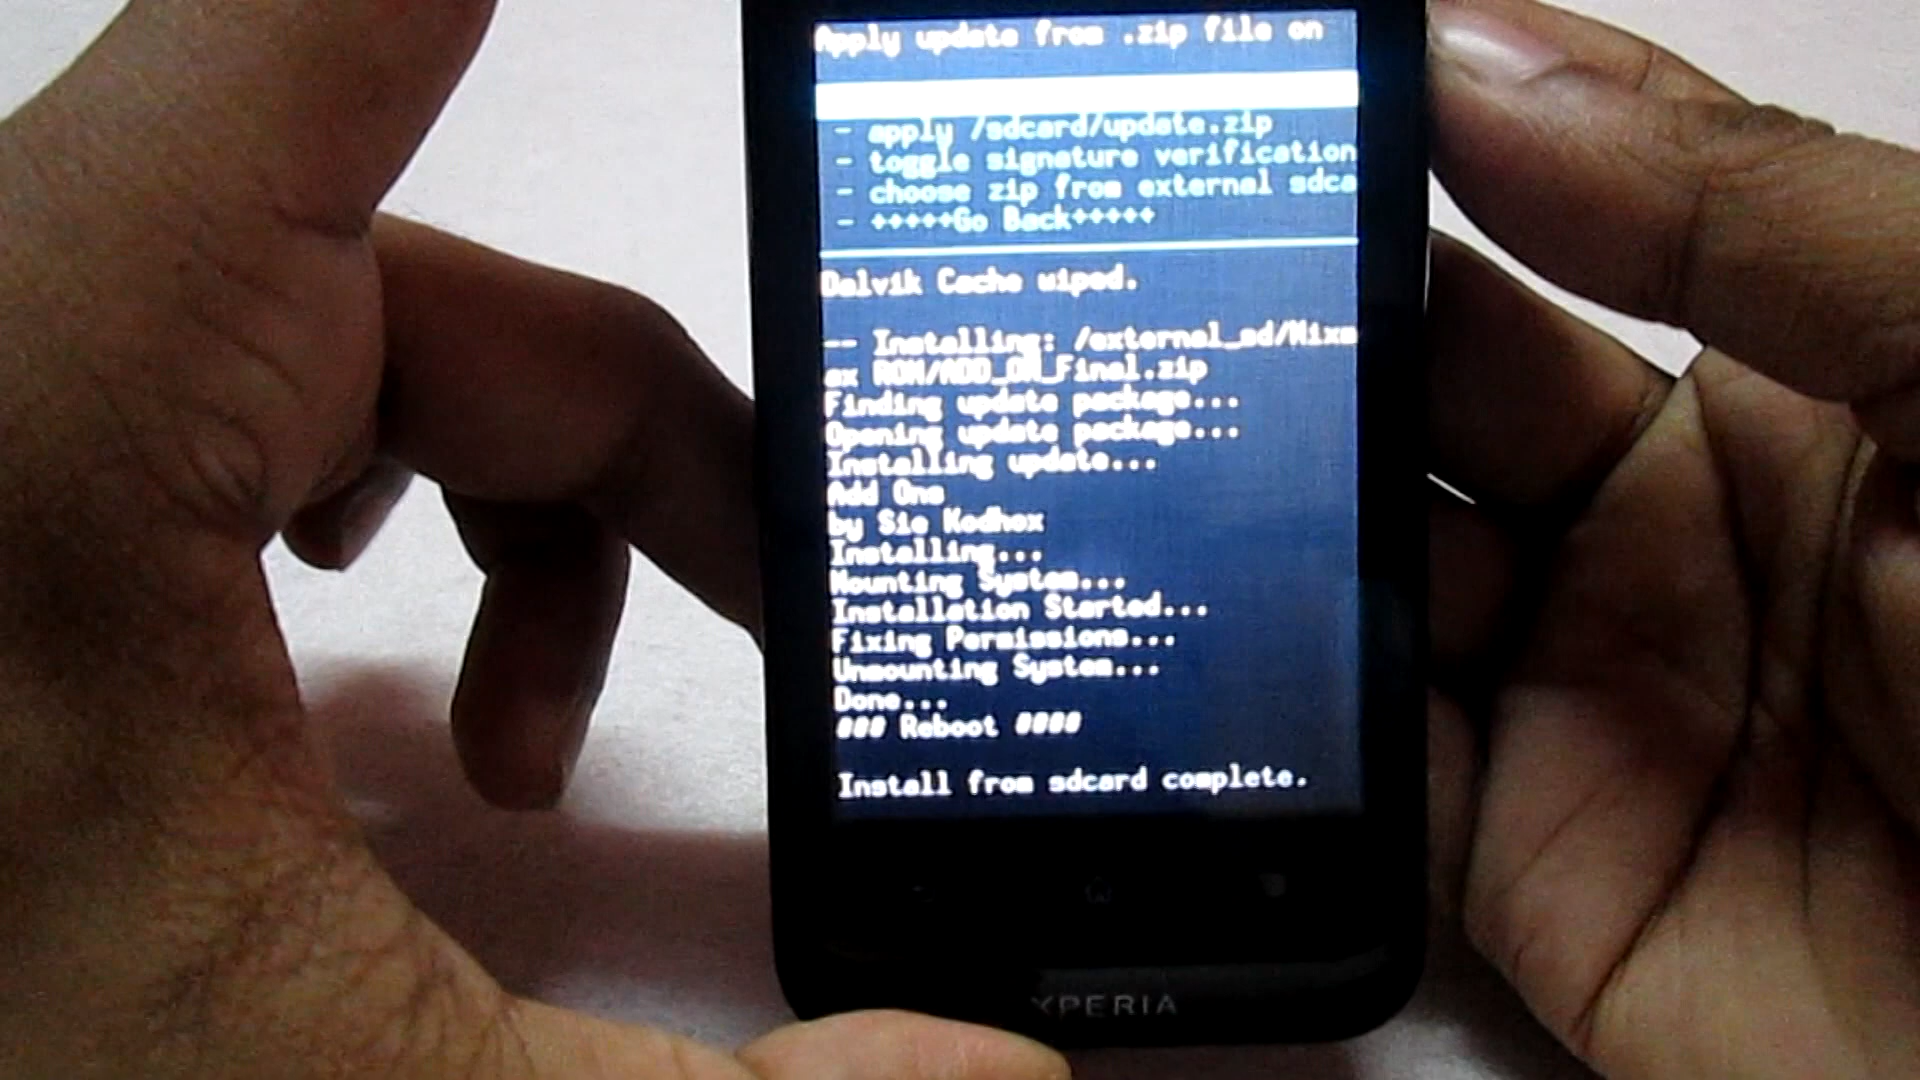 Apply update from .zip file on
- apply /sdcard/update.zip
- toggle signature verification
- choose zip from external sdca
- +++++Go Back+++++
Dalvik Cache wiped.
-- Installing: /external_sd/Mixm
ax ROM/ADD_ON_Final.zip
Finding update package...
Opening update package...
Installing update...
Add Ons
by Sie Kodhox
Installing...
Mounting System...
Installation Started...
Fixing Permissions...
Unmounting System...
Done...
### Reboot ####
Install from sdcard complete.
XPERIA